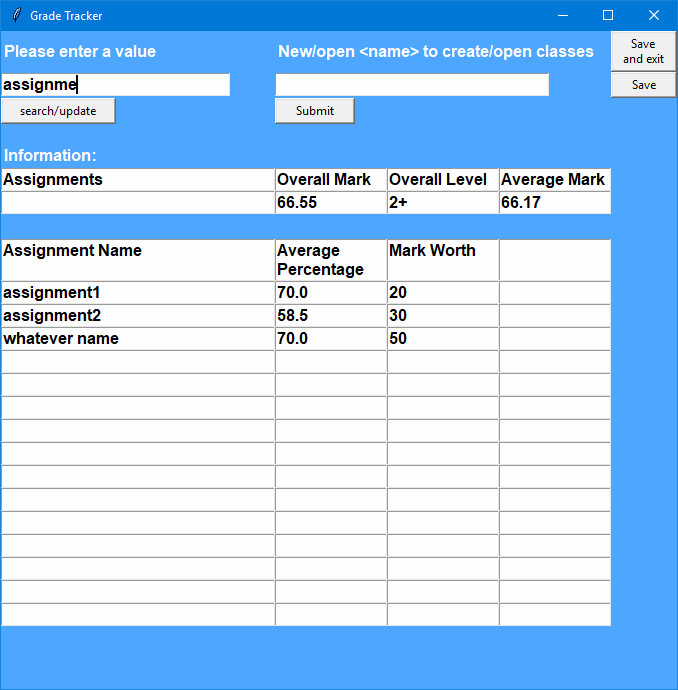 Grade Tracker
Please enter a value
New/open <name> to create/open classes
Save
and exit
assignme
Save
search/update
Submit
Information:
Assignments Overall Mark Overall Level Average Mark
66.55 2+ 66.17
Assignment Name Average Mark Worth
Percentage
assignment1 70.0 20
assignment2 58.5 30
whatever name 70.0 50